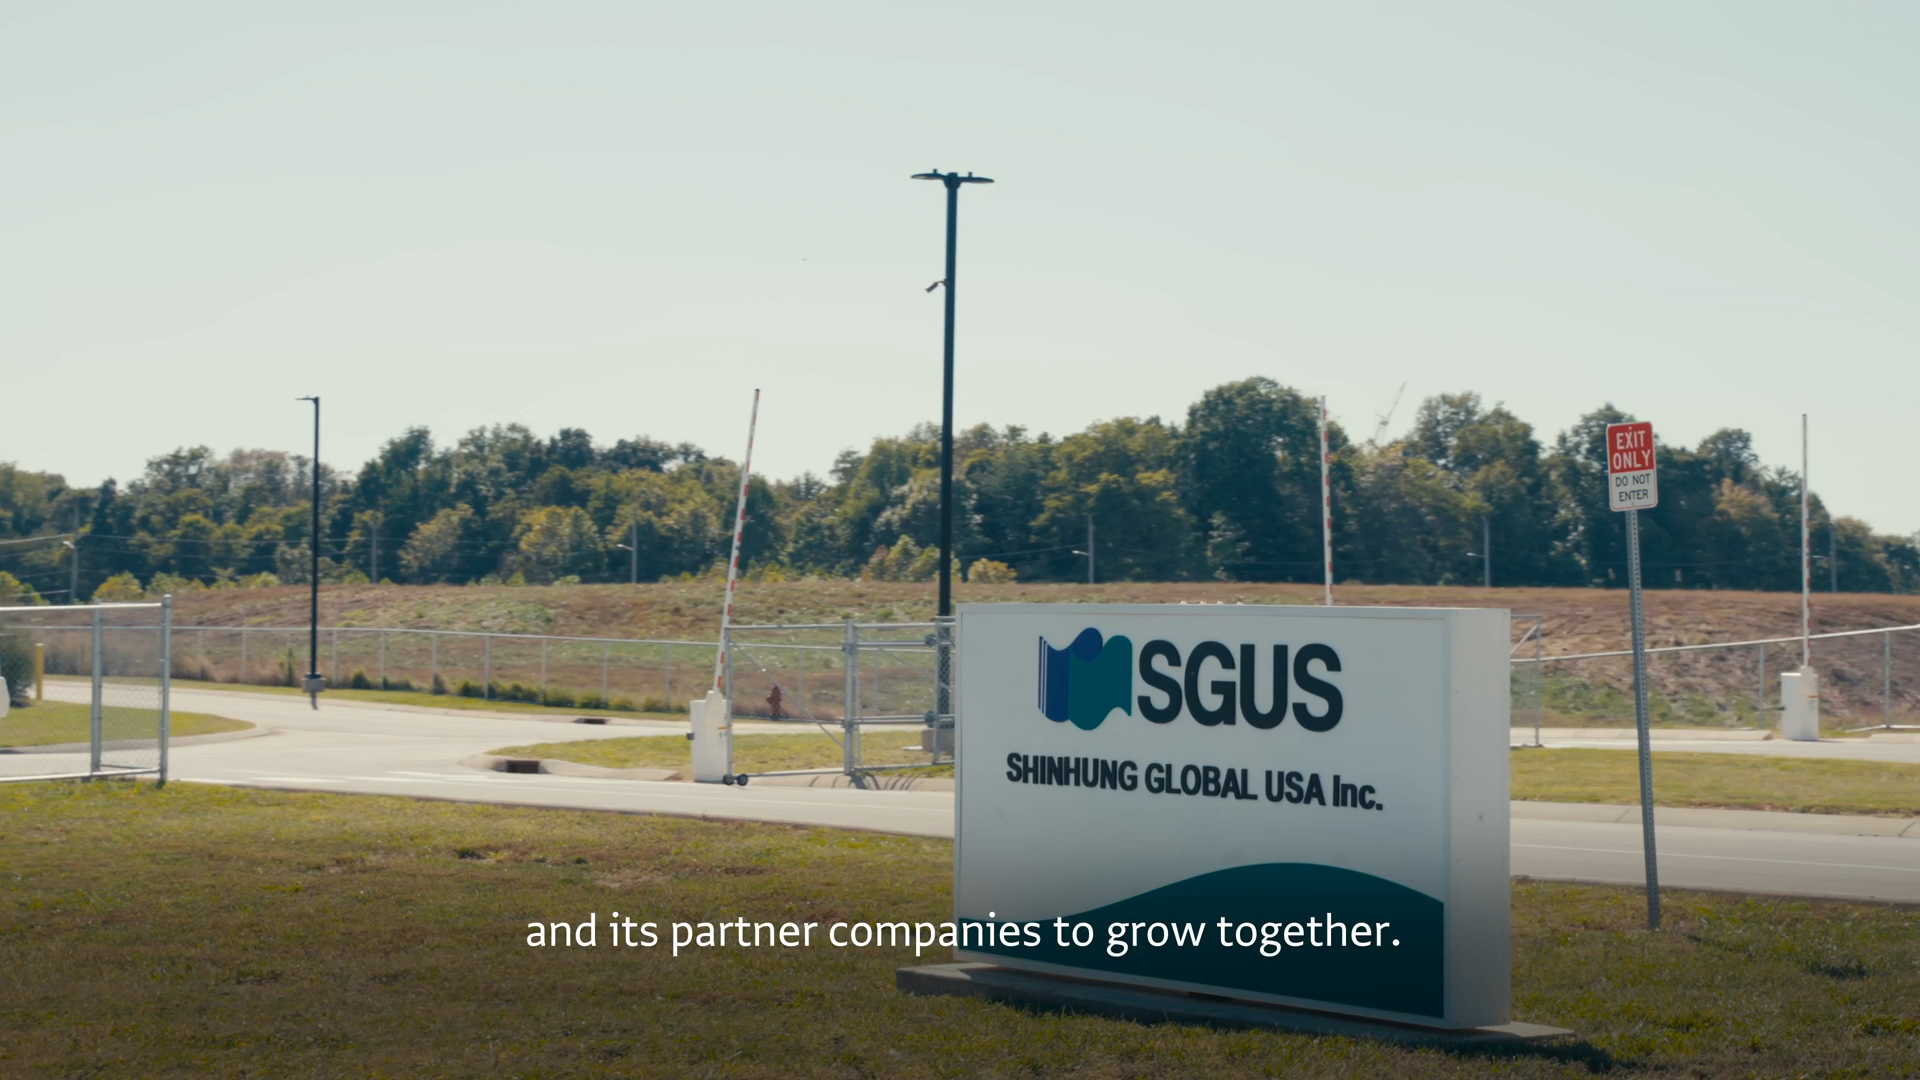 EXIT
ONLY
DO NOT
ENTER
SGUS
SHINHUNG GLOBAL USA Inc.
and its partner companies to grow together.